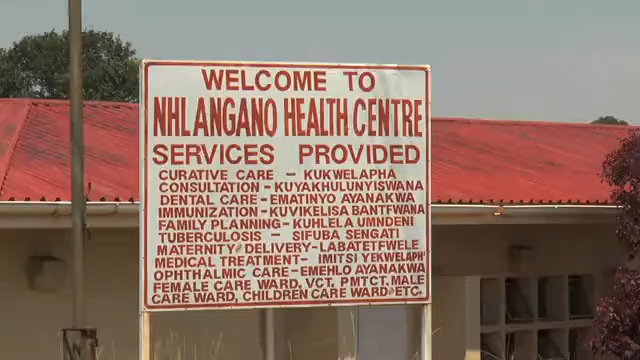 WELCOME TO
NHLANGANO HEALTH CENTRE
SERVICES PROVIDED
CURATIVE CARE - KUKWELAPHA
CONSULTATION - KUYAKHULUNYISWANA
DENTAL CARE - EMATINYO AYANAKWA
IMMUNIZATION - KUVIKELISA BANTFWANA
FAMILY PLANNING - KUHLELA UMNDENI
TUBERCULOSIS - SIFUBA SENGATI
MATERNITY & DELIVERY - LABATETFWELE
MEDICAL TREATMENT - IMITSI YEKWELAPH'
OPHTHALMIC CARE - EMEHLO AYANAKWA
FEMALE CARE WARD, VCT, PMTCT, MALE
CARE WARD, CHILDREN CARE WARD ETC.